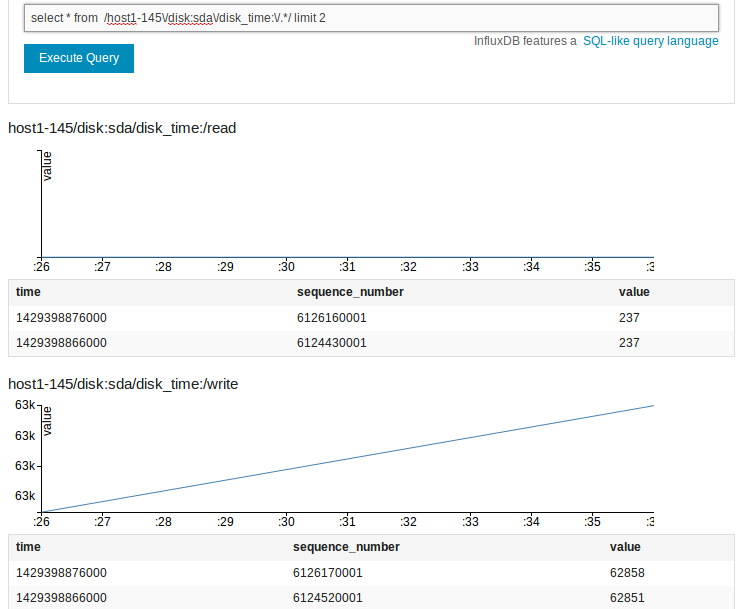 select * from /host1-145\/disk:sda\/disk_time:\/.*/ limit 2
InfluxDB features a SQL-like query language
Execute Query
host1-145/disk:sda/disk_time:/read
value
:26 :27 :28 :29 :30 :31 :32 :33 :34 :35 :3
time sequence_number value
1429398876000 6126160001 237
1429398866000 6124430001 237
host1-145/disk:sda/disk_time:/write
63k
value
63k
63k
63k
:26 :27 :28 :29 :30 :31 :32 :33 :34 :35 :3
time sequence_number value
1429398876000 6126170001 62858
1429398866000 6124520001 62851